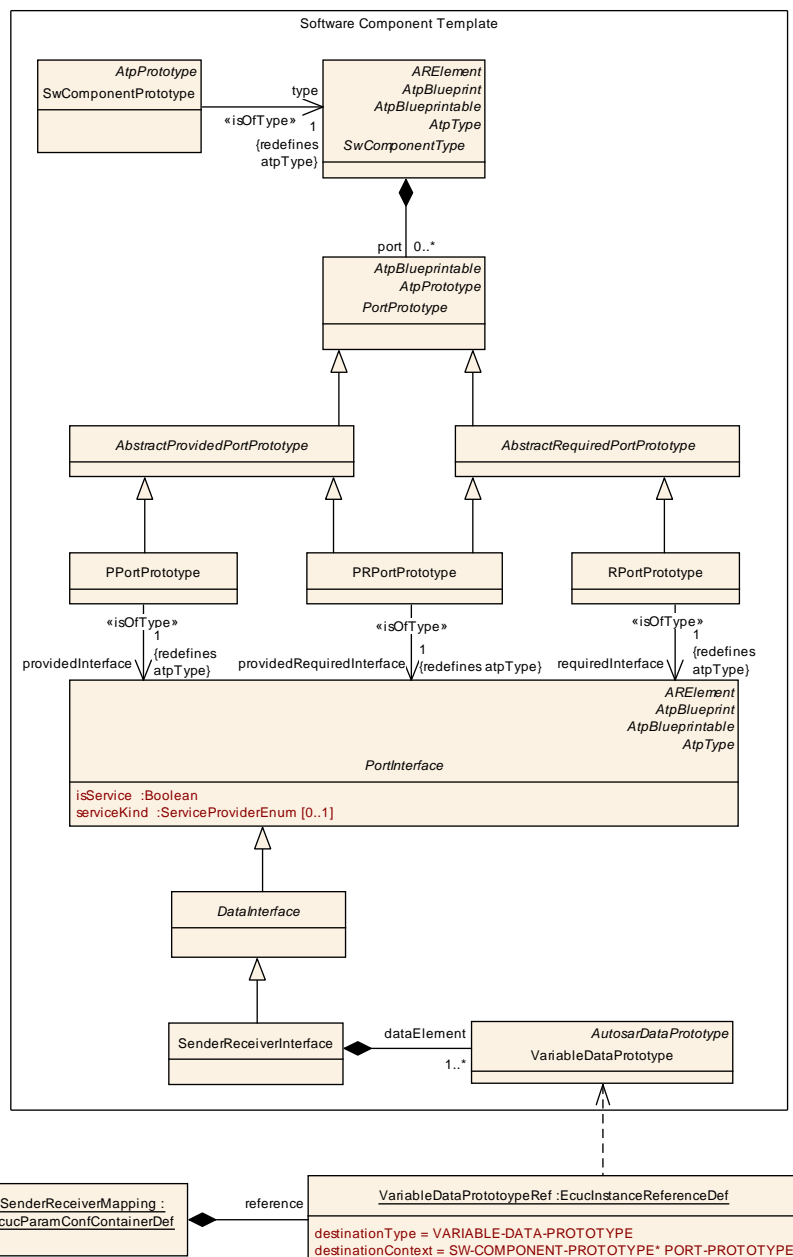 Software Component Template
AtpPrototype
SwComponentPrototype
type
«isOfType»
1
{redefines
atpType}
ARElement
AtpBlueprint
AtpBlueprintable
AtpType
SwComponentType
port 0..*
AtpBlueprintable
AtpPrototype
PortPrototype
AbstractProvidedPortPrototype
AbstractRequiredPortPrototype
PPortPrototype
PRPortPrototype
RPortPrototype
«isOfType»
1
{redefines
atpType}
providedInterface
«isOfType»
1
{redefines atpType}
providedRequiredInterface
«isOfType»
1
{redefines
atpType}
requiredInterface
ARElement
AtpBlueprint
AtpBlueprintable
AtpType
PortInterface
isService :Boolean
serviceKind :ServiceProviderEnum [0..1]
DataInterface
SenderReceiverInterface
dataElement
1..*
AutosarDataPrototype
VariableDataPrototype
SenderReceiverMapping :
cucParamConfContainerDef
reference
VariableDataPrototoypeRef :EcucInstanceReferenceDef
destinationType = VARIABLE-DATA-PROTOTYPE
destinationContext = SW-COMPONENT-PROTOTYPE* PORT-PROTOTYPE